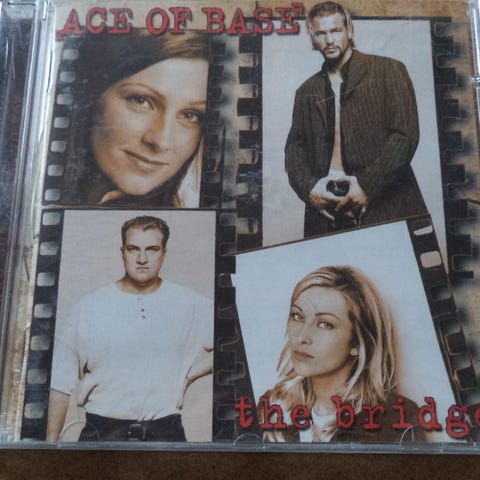 ACE OF BASE
the bridge